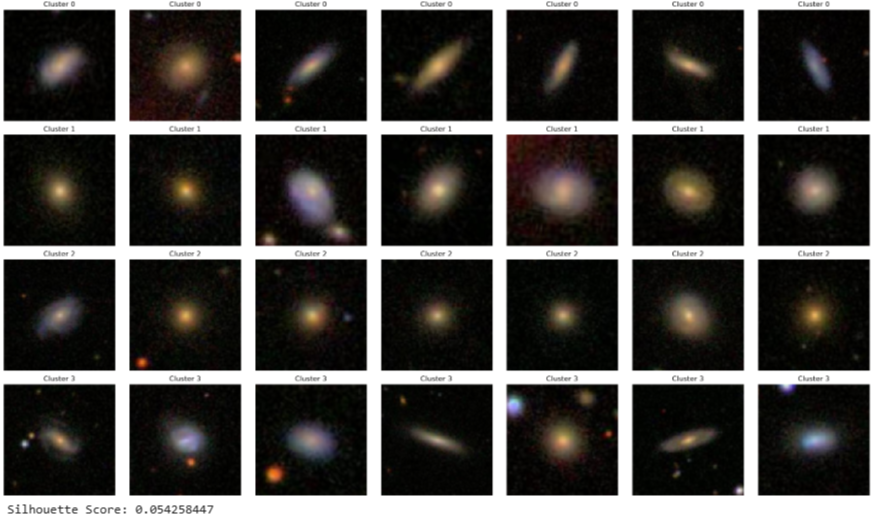 Cluster 0 Cluster 0 Cluster 0 Cluster 0 Cluster 0 Cluster 0 Cluster 0
Cluster 1 Cluster 1 Cluster 1 Cluster 1 Cluster 1 Cluster 1 Cluster 1
Cluster 2 Cluster 2 Cluster 2 Cluster 2 Cluster 2 Cluster 2 Cluster 2
Cluster 3 Cluster 3 Cluster 3 Cluster 3 Cluster 3 Cluster 3 Cluster 3
Silhouette Score: 0.054258447